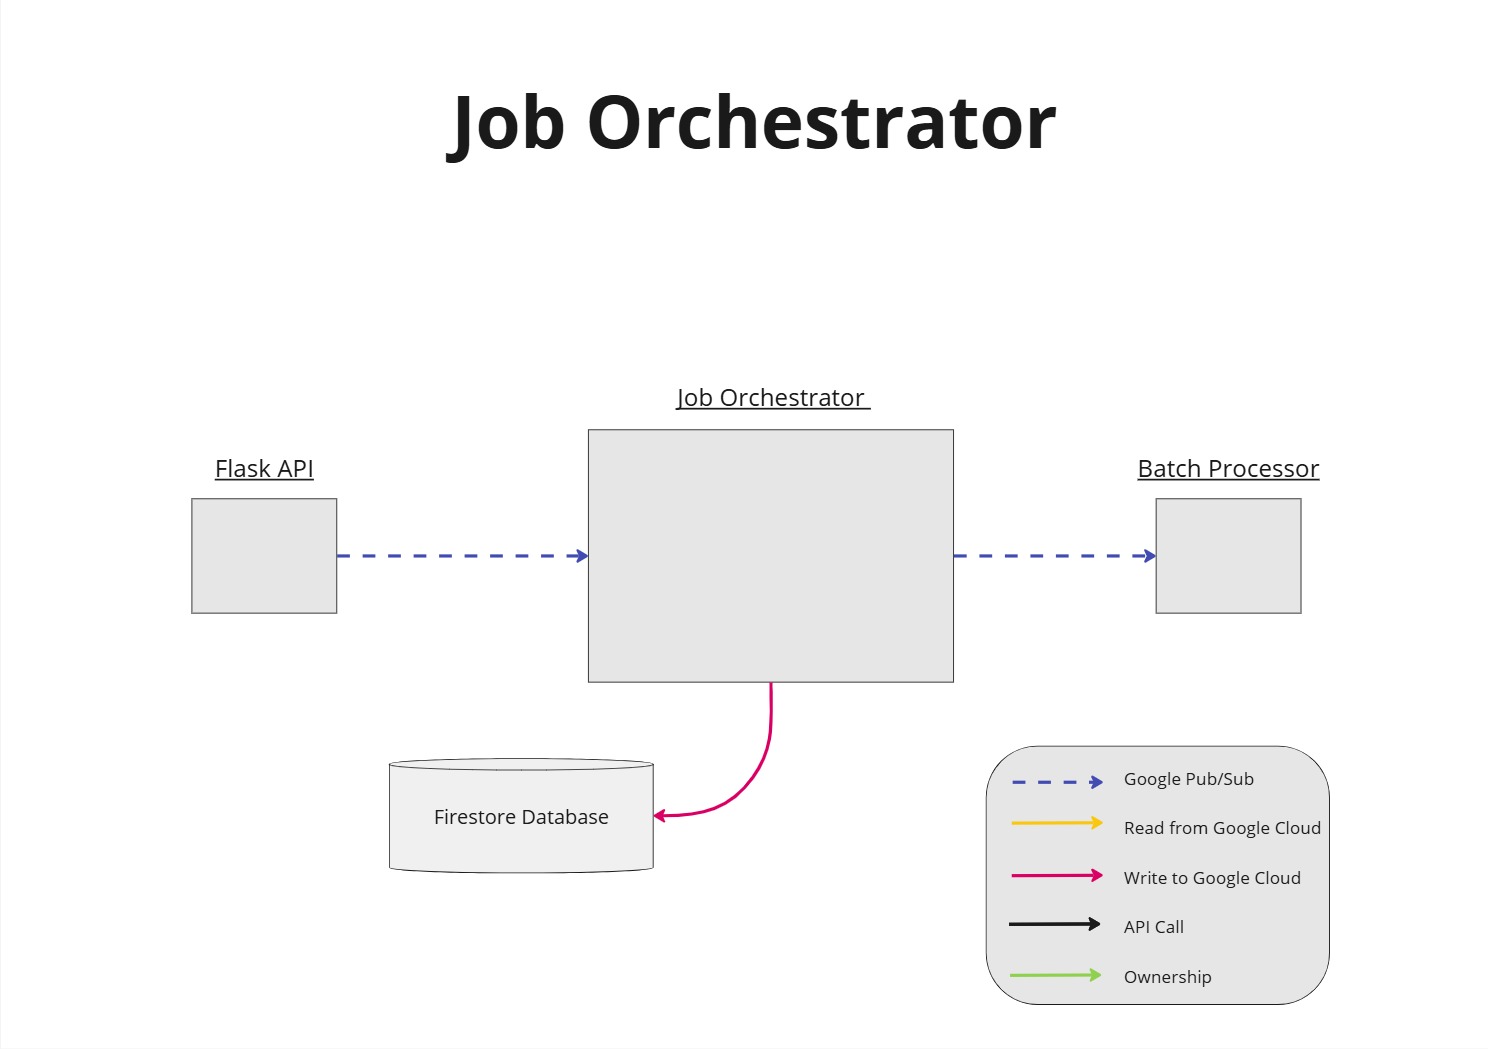 Job Orchestrator
Job Orchestrator
Flask API
Batch Processor
Firestore Database
Google Pub/Sub
Read from Google Cloud
Write to Google Cloud
API Call
Ownership